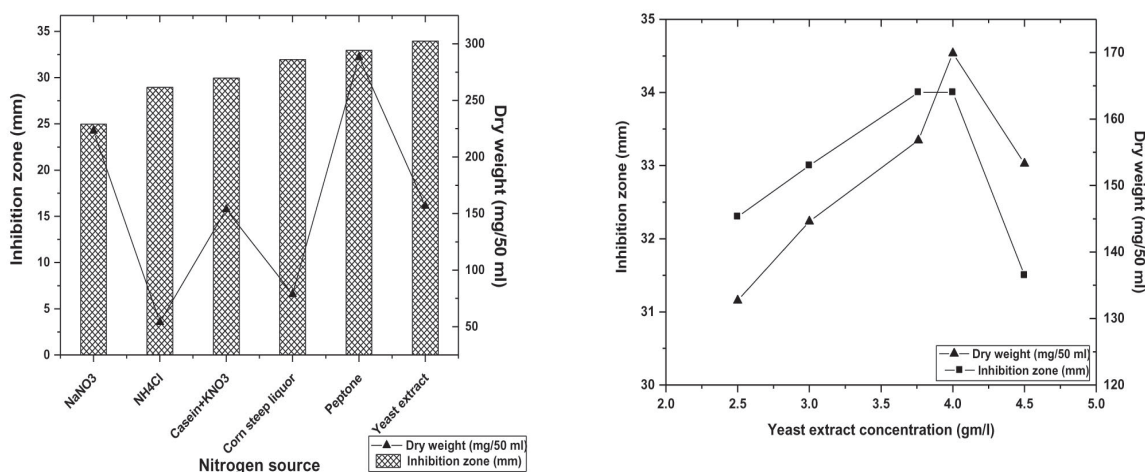 35
30
25
20
15
10
5
0
Inhibition zone (mm)
300
250
200
150
100
50
Dry weight (mg/50 ml)
NaNO3
NH4Cl
Casein+KNO3
Corn steep liquor
Peptone
Yeast extract
Nitrogen source
Dry weight (mg/50 ml)
Inhibition zone (mm)
35
34
33
32
31
30
Inhibition zone (mm)
170
160
150
140
130
120
Dry weight (mg/50 ml)
Dry weight (mg/50 ml)
Inhibition zone (mm)
2.0 2.5 3.0 3.5 4.0 4.5 5.0
Yeast extract concentration (gm/l)